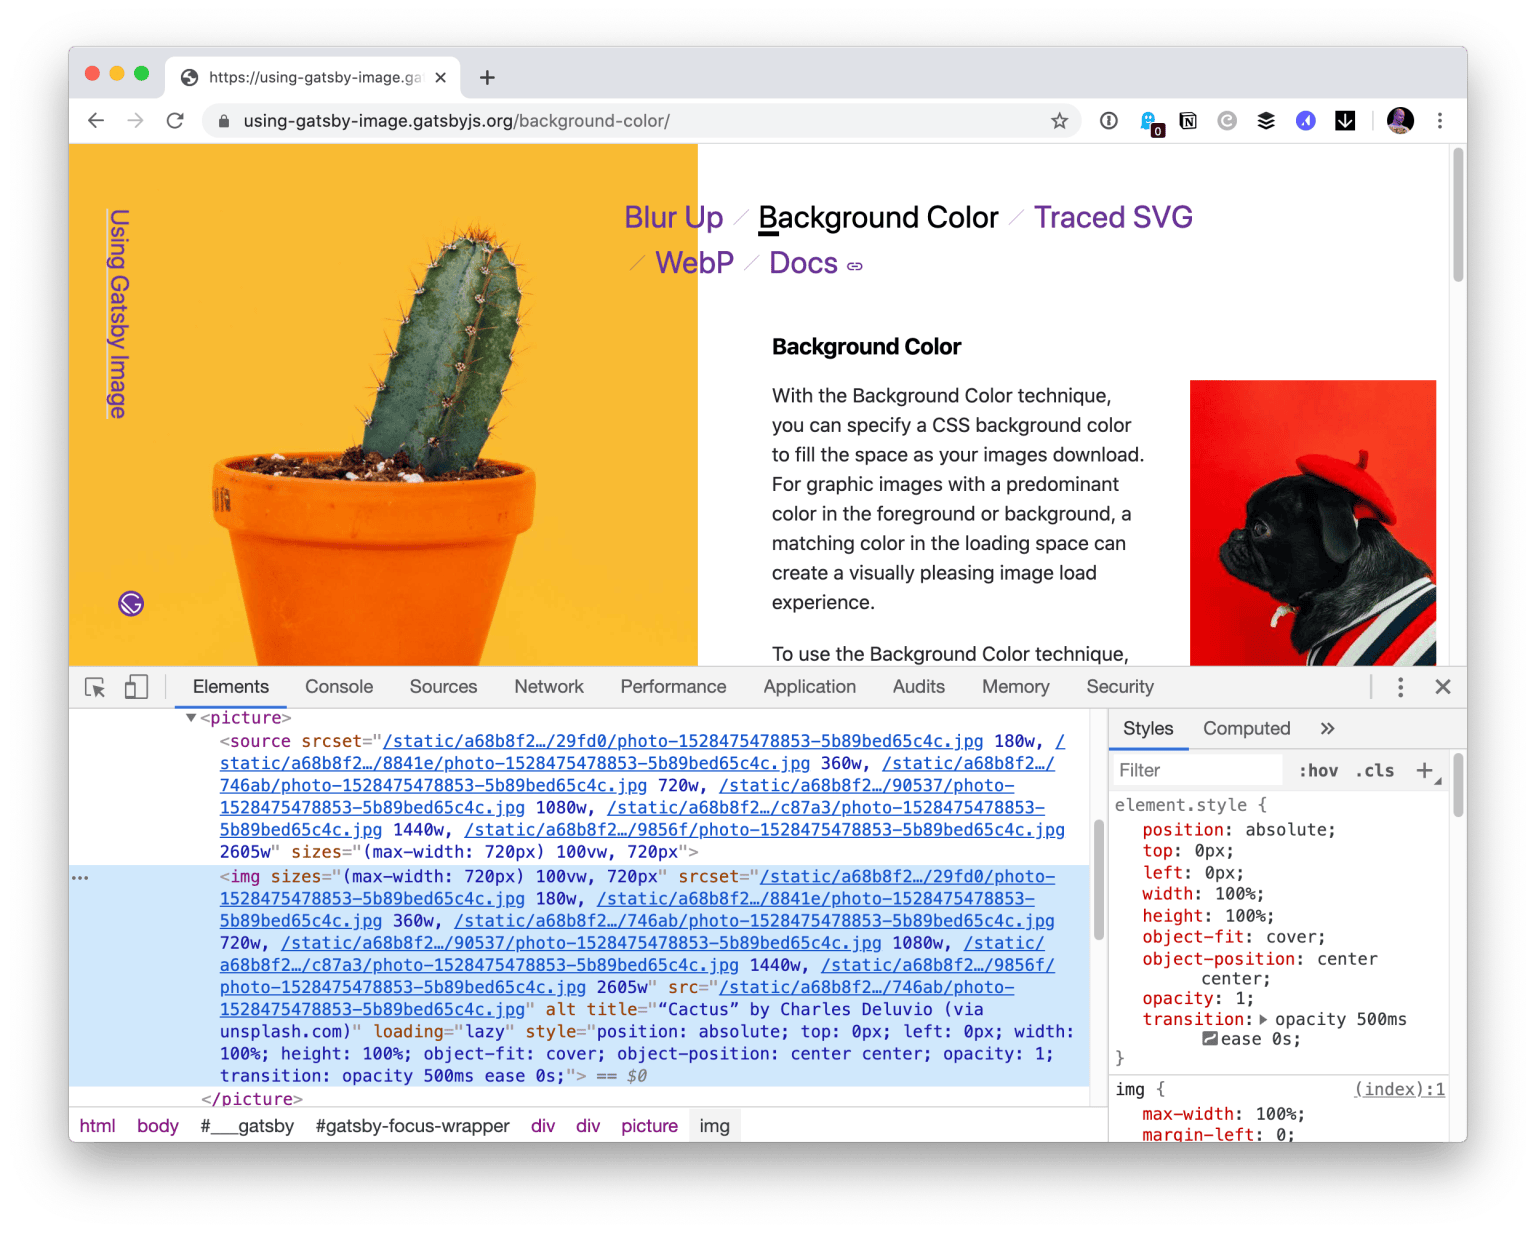 https://using-gatsby-image.ga
using-gatsby-image.gatsbyjs.org/background-color/
0
Using Gatsby Image
Blur Up / Background Color / Traced SVG
/ WebP / Docs
Background Color
With the Background Color technique,
you can specify a CSS background color
to fill the space as your images download.
For graphic images with a predominant
color in the foreground or background, a
matching color in the loading space can
create a visually pleasing image load
experience.
To use the Background Color technique,
Elements Console Sources Network Performance Application Audits Memory Security
▼<picture>
<source srcset="/static/a68b8f2…/29fd0/photo-1528475478853-5b89bed65c4c.jpg 180w, /
static/a68b8f2…/8841e/photo-1528475478853-5b89bed65c4c.jpg 360w, /static/a68b8f2…/
746ab/photo-1528475478853-5b89bed65c4c.jpg 720w, /static/a68b8f2…/90537/photo-
1528475478853-5b89bed65c4c.jpg 1080w, /static/a68b8f2…/c87a3/photo-1528475478853-
5b89bed65c4c.jpg 1440w, /static/a68b8f2…/9856f/photo-1528475478853-5b89bed65c4c.jpg
2605w" sizes="(max-width: 720px) 100vw, 720px">
<img sizes="(max-width: 720px) 100vw, 720px" srcset="/static/a68b8f2…/29fd0/photo-
1528475478853-5b89bed65c4c.jpg 180w, /static/a68b8f2…/8841e/photo-1528475478853-
5b89bed65c4c.jpg 360w, /static/a68b8f2…/746ab/photo-1528475478853-5b89bed65c4c.jpg
720w, /static/a68b8f2…/90537/photo-1528475478853-5b89bed65c4c.jpg 1080w, /static/
a68b8f2…/c87a3/photo-1528475478853-5b89bed65c4c.jpg 1440w, /static/a68b8f2…/9856f/
photo-1528475478853-5b89bed65c4c.jpg 2605w" src="/static/a68b8f2…/746ab/photo-
1528475478853-5b89bed65c4c.jpg" alt title="“Cactus” by Charles Deluvio (via
unsplash.com)" loading="lazy" style="position: absolute; top: 0px; left: 0px; width:
100%; height: 100%; object-fit: cover; object-position: center center; opacity: 1;
transition: opacity 500ms ease 0s;"> == $0
</picture>
html body #___gatsby #gatsby-focus-wrapper div div picture img
Styles Computed »
Filter :hov .cls +
element.style {
position: absolute;
top: 0px;
left: 0px;
width: 100%;
height: 100%;
object-fit: cover;
object-position: center
center;
opacity: 1;
transition: ▶ opacity 500ms
ease 0s;
}
img { (index):1
max-width: 100%;
margin-left: 0;